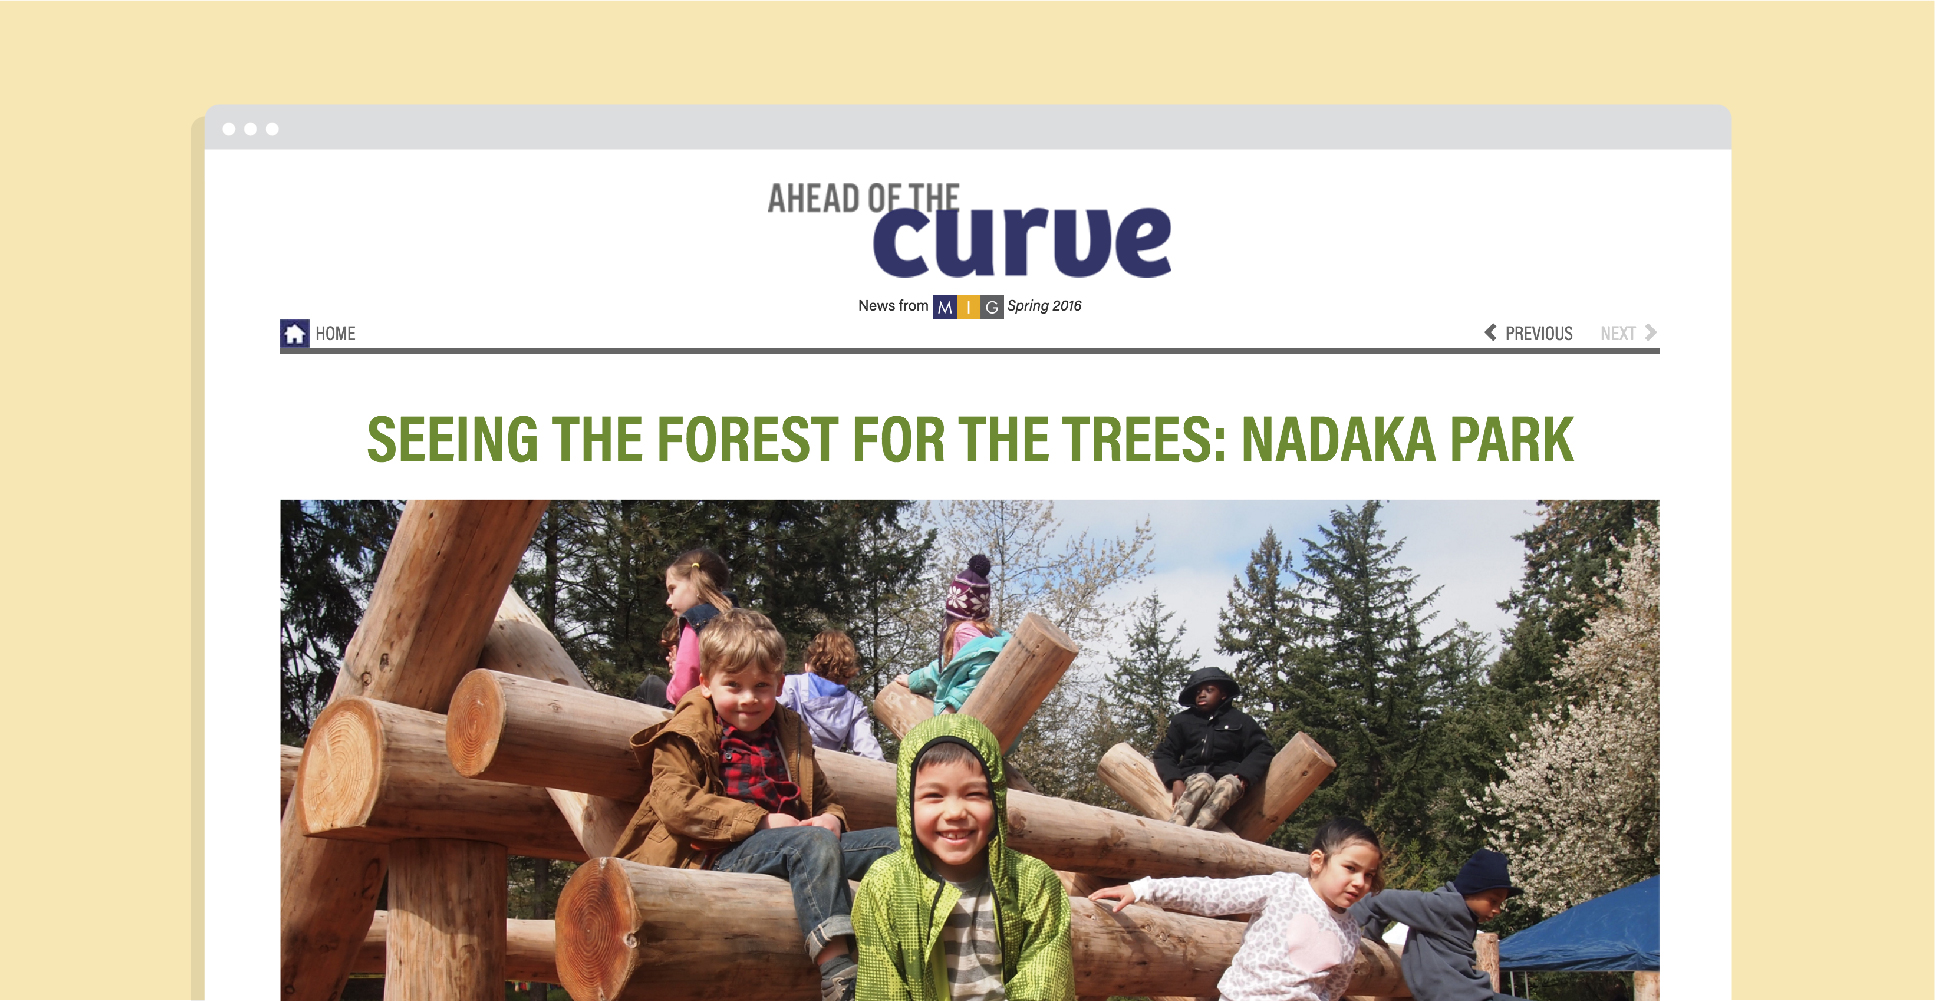 AHEAD OF THE
curve
News from MIG Spring 2016
HOME
PREVIOUS NEXT
SEEING THE FOREST FOR THE TREES: NADAKA PARK